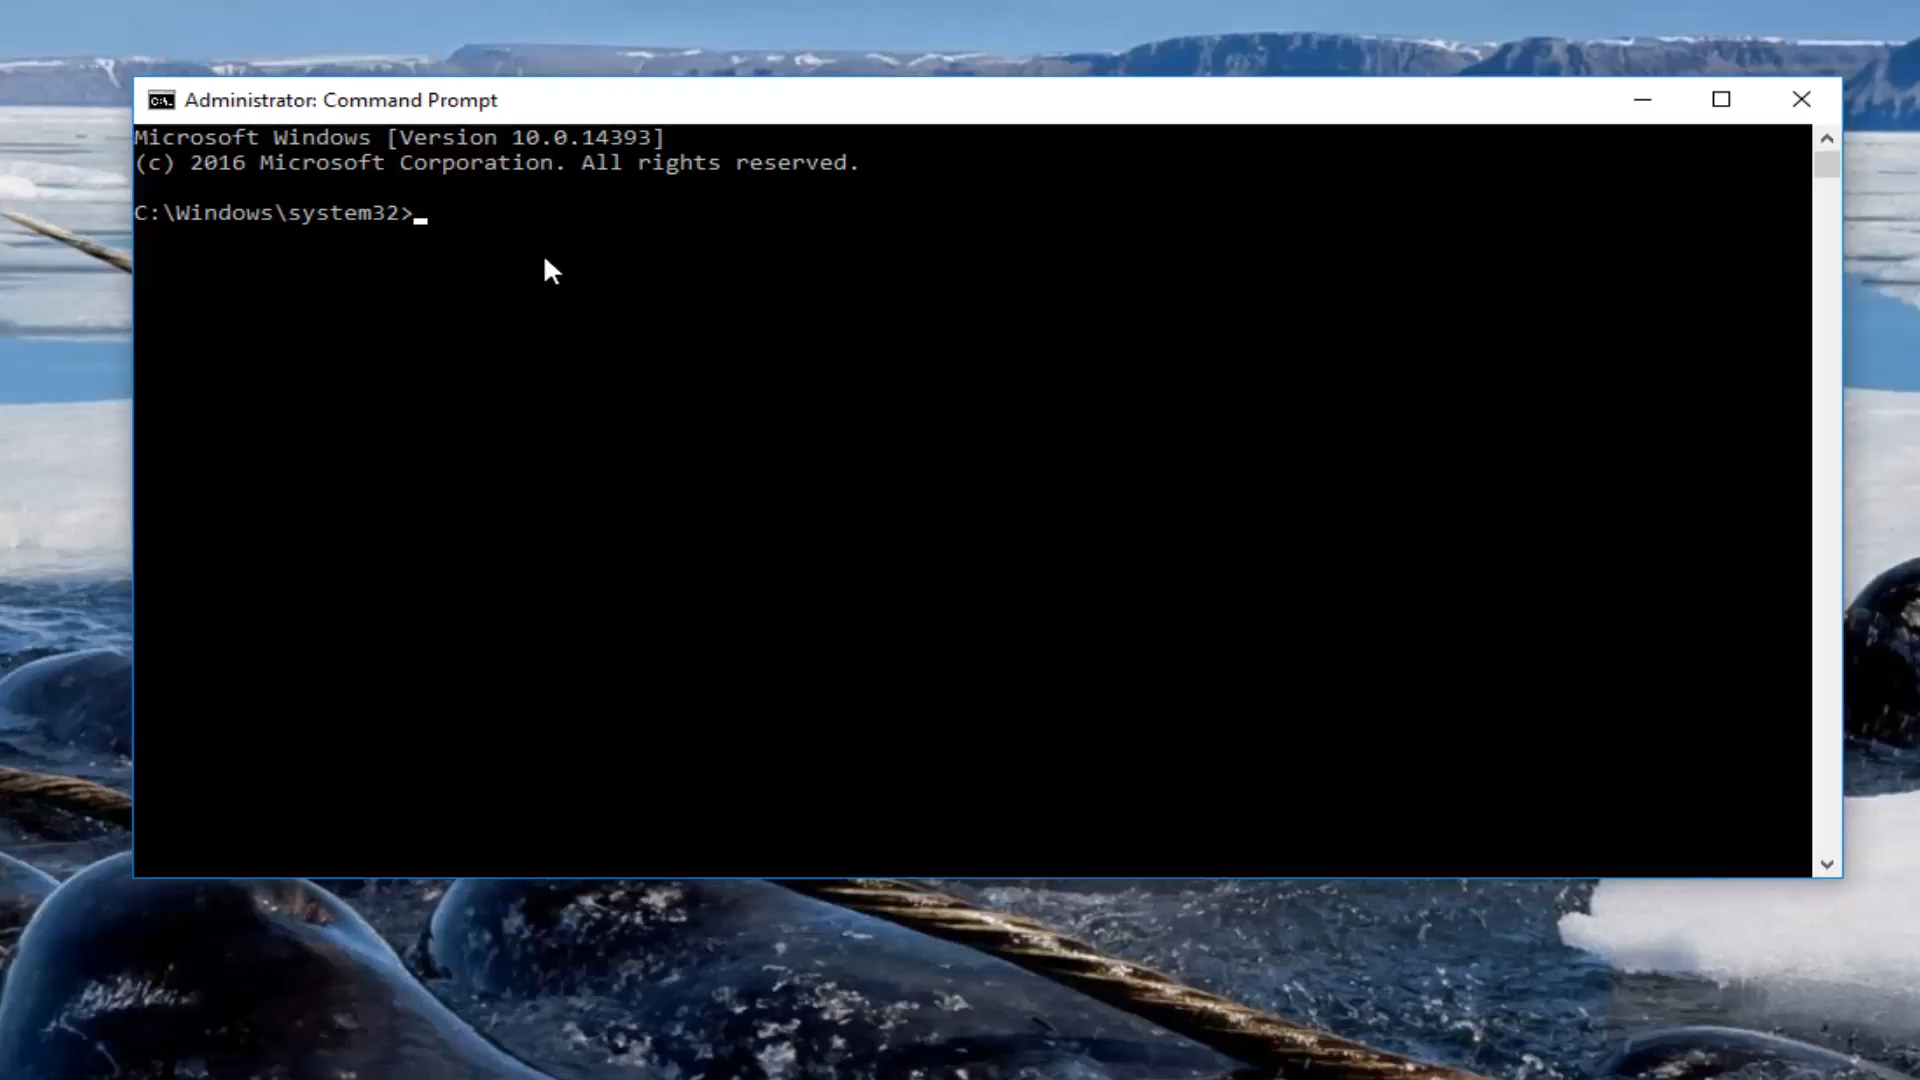 Administrator: Command Prompt
Microsoft Windows [Version 10.0.14393]
(c) 2016 Microsoft Corporation. All rights reserved.
C:\Windows\system32>